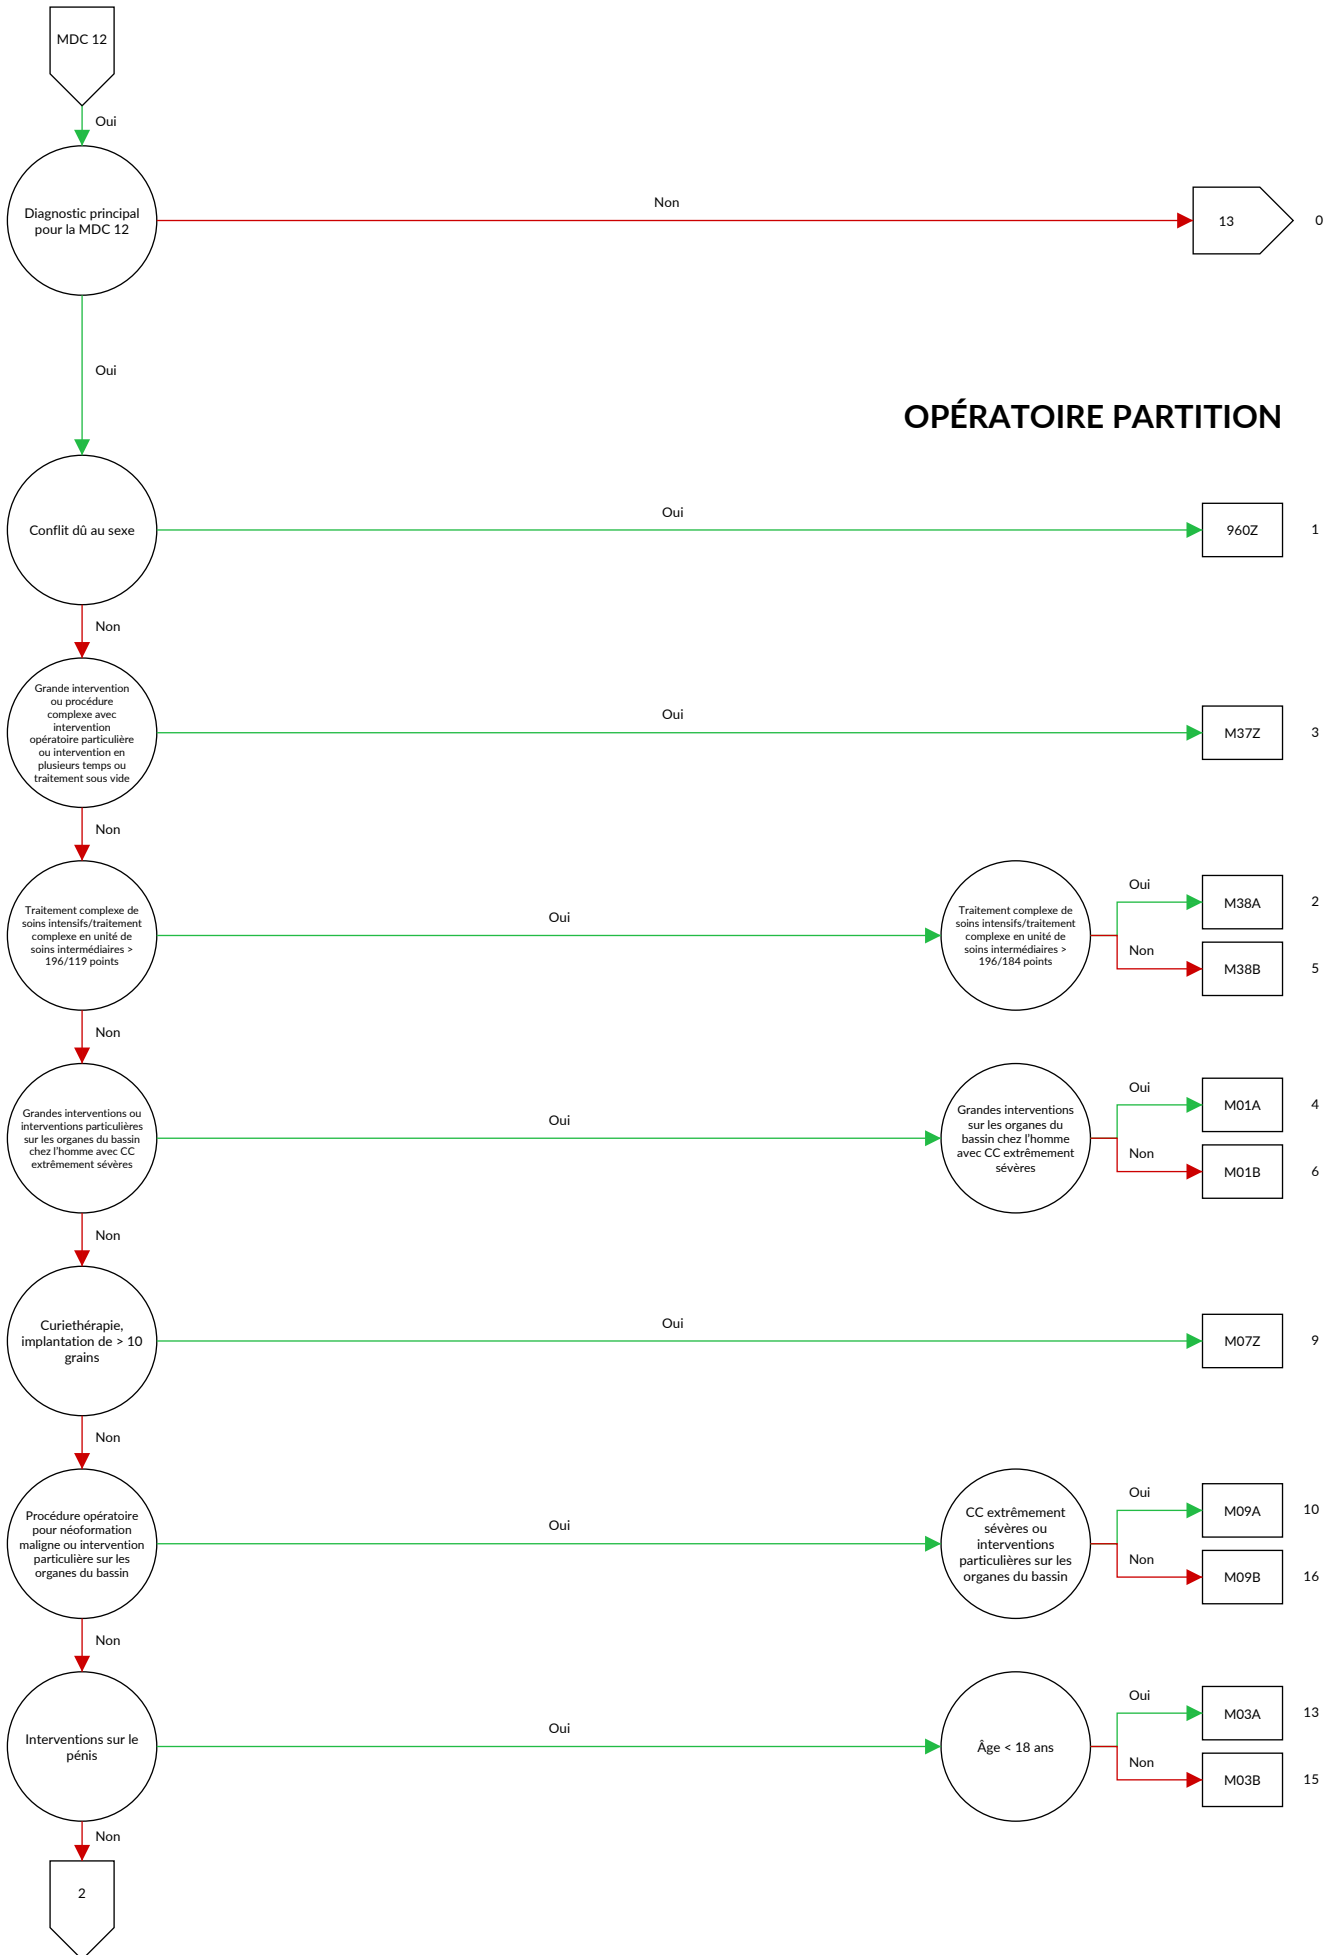 MDC 12
Oui
Diagnostic principal
pour la MDC 12
Non
13
0
Oui
OPÉRATOIRE PARTITION
Conflit dû au sexe
Oui
960Z
1
Non
Grande intervention
ou procédure
complexe avec
intervention
opératoire particulière
ou intervention en
plusieurs temps ou
traitement sous vide
Oui
M37Z
3
Non
Traitement complexe de
soins intensifs/traitement
complexe en unité de
soins intermédiaires >
196/119 points
Oui
Traitement complexe de
soins intensifs/traitement
complexe en unité de
soins intermédiaires >
196/184 points
Oui
M38A
2
Non
M38B
5
Non
Grandes interventions ou
interventions particulières
sur les organes du bassin
chez l'homme avec CC
extrêmement sévères
Oui
Grandes interventions
sur les organes du
bassin chez l'homme
avec CC extrêmement
sévères
Oui
M01A
4
Non
M01B
6
Non
Curiethérapie,
implantation de > 10
grains
Oui
M07Z
9
Non
Procédure opératoire
pour néoformation
maligne ou intervention
particulière sur les
organes du bassin
Oui
CC extrêmement
sévères ou
interventions
particulières sur les
organes du bassin
Oui
M09A
10
Non
M09B
16
Non
Interventions sur le
pénis
Oui
Âge < 18 ans
Oui
M03A
13
Non
M03B
15
Non
2